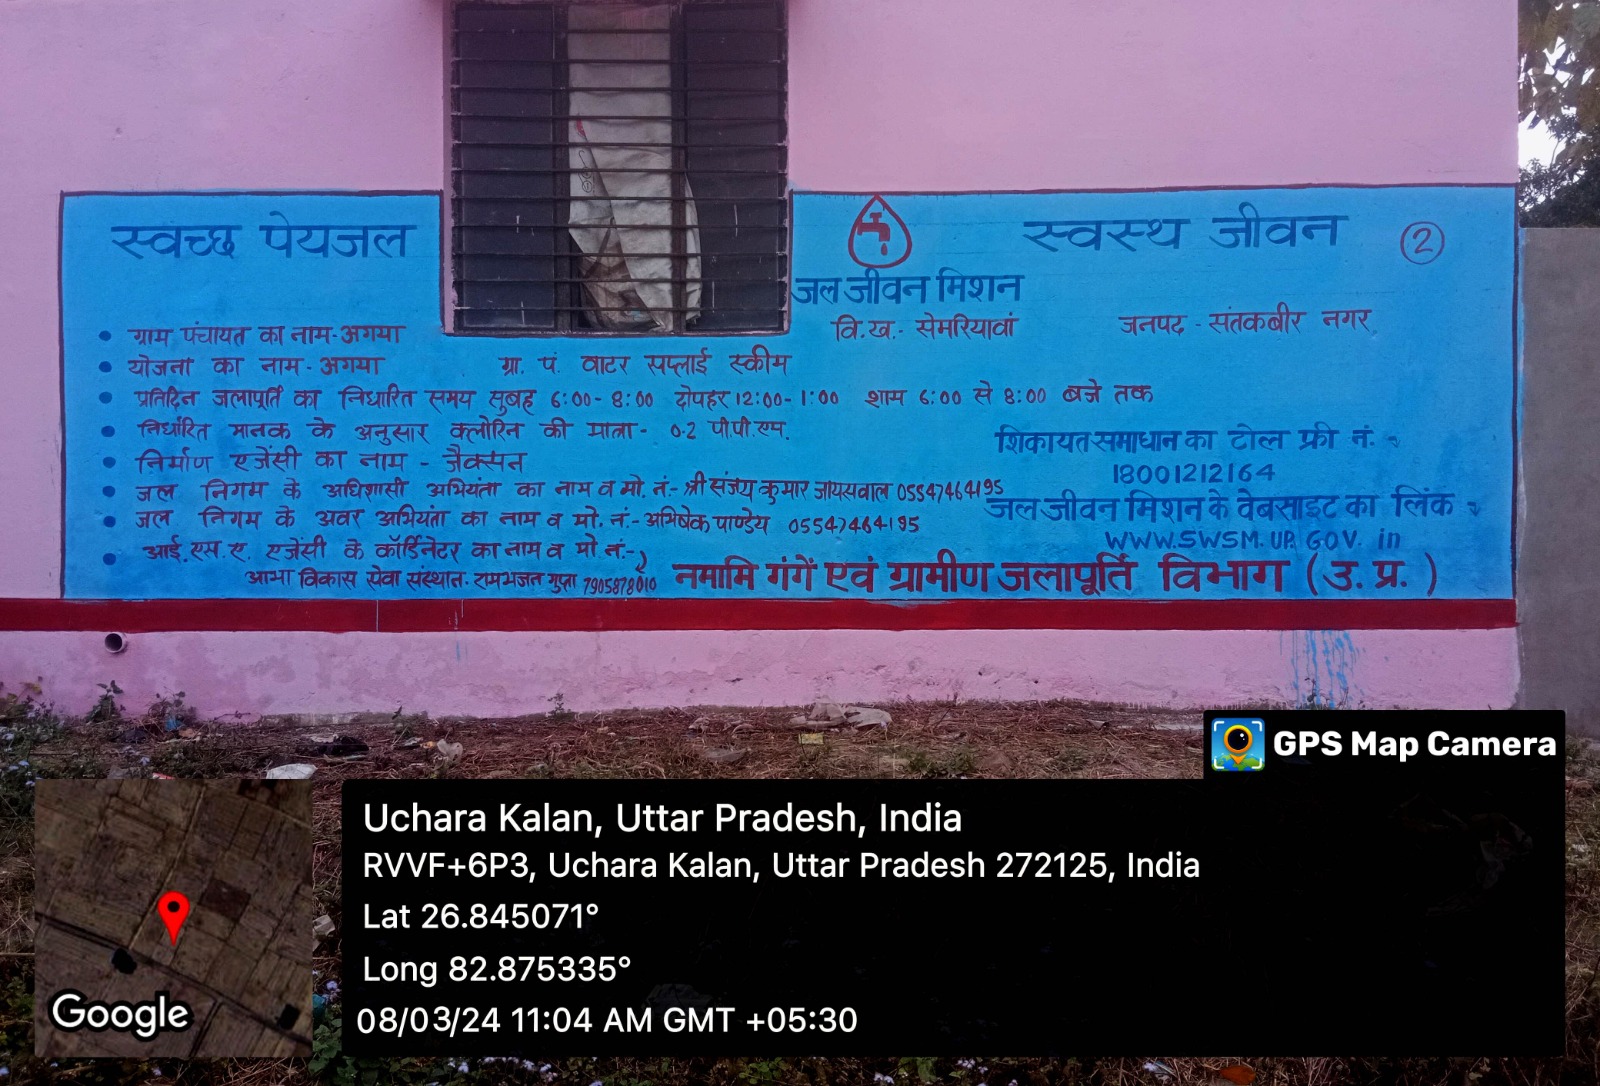 स्वच्छ पेयजल
स्वस्थ जीवन
2
जल जीवन मिशन
ग्राम पंचायत का नाम-अगया
वि.ख.- सेमरियावां
जनपद - संतकबीर नगर
योजना का नाम- अगया ग्रा. पं. वाटर सप्लाई स्कीम
प्रतिदिन जलापूर्ति का निर्धारित समय सुबह 6:00-8:00 दोपहर 12:00-1:00 शाम 6:00 से 8:00 बजे तक
निर्धारित मानक के अनुसार क्लोरिन की मात्रा- 0.2 पी.पी.एम.
निर्माण एजेंसी का नाम - जैक्सन
जल निगम के अधिशासी अभियंता का नाम व मो. नं.- श्री संजय कुमार जायसवाल 05547464195
जल निगम के अवर अभियंता का नाम व मो. नं.- अभिषेक पाण्डेय 05547464195
आई.एस.ए. एजेंसी के कॉर्डिनेटर का नाम व मो नं:-
आभा विकास सेवा संस्थान- रामभजन गुप्ता 7905878010
शिकायत समाधान का टोल फ्री नं.-
18001212164
जल जीवन मिशन के वेबसाइट का लिंक
WWW.SWSM.UP.GOV.in
नमामि गंगें एवं ग्रामीण जलापूर्ति विभाग (उ.प्र.)
GPS Map Camera
Uchara Kalan, Uttar Pradesh, India
RVVF+6P3, Uchara Kalan, Uttar Pradesh 272125, India
Lat 26.845071°
Long 82.875335°
08/03/24 11:04 AM GMT +05:30
Google